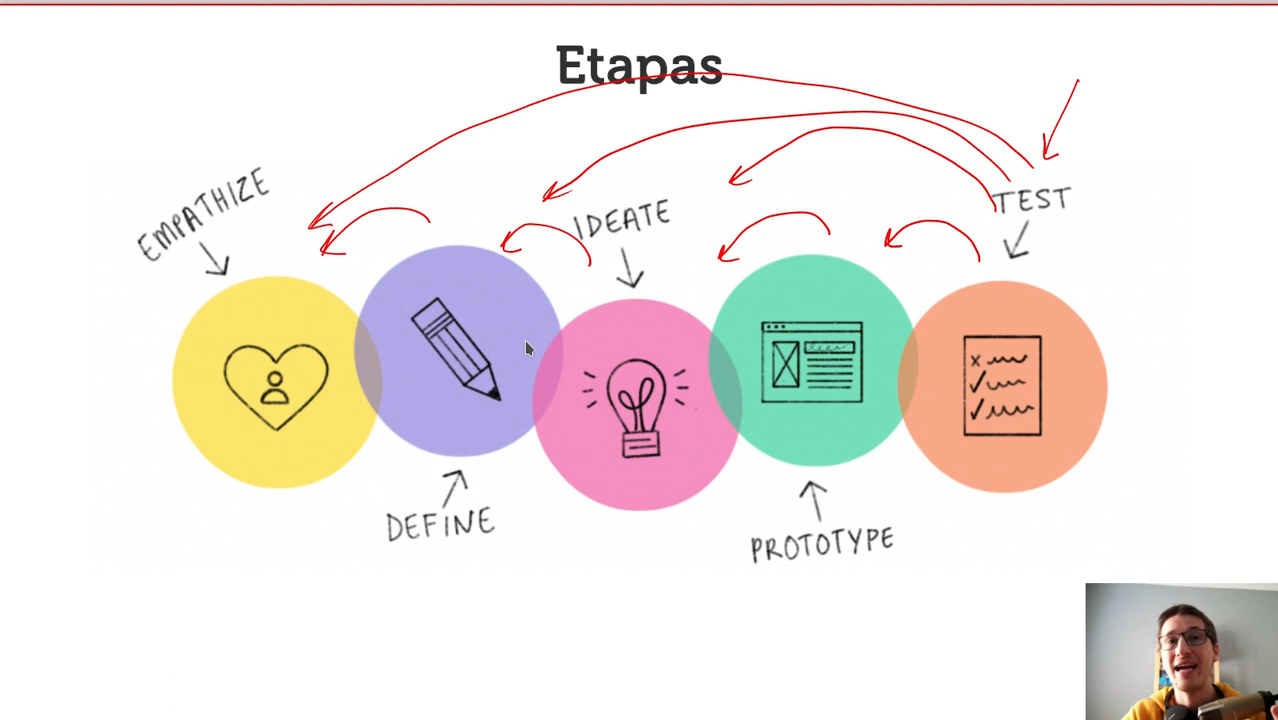 Etapas
EMPATHIZE
DEFINE
IDEATE
PROTOTYPE
TEST